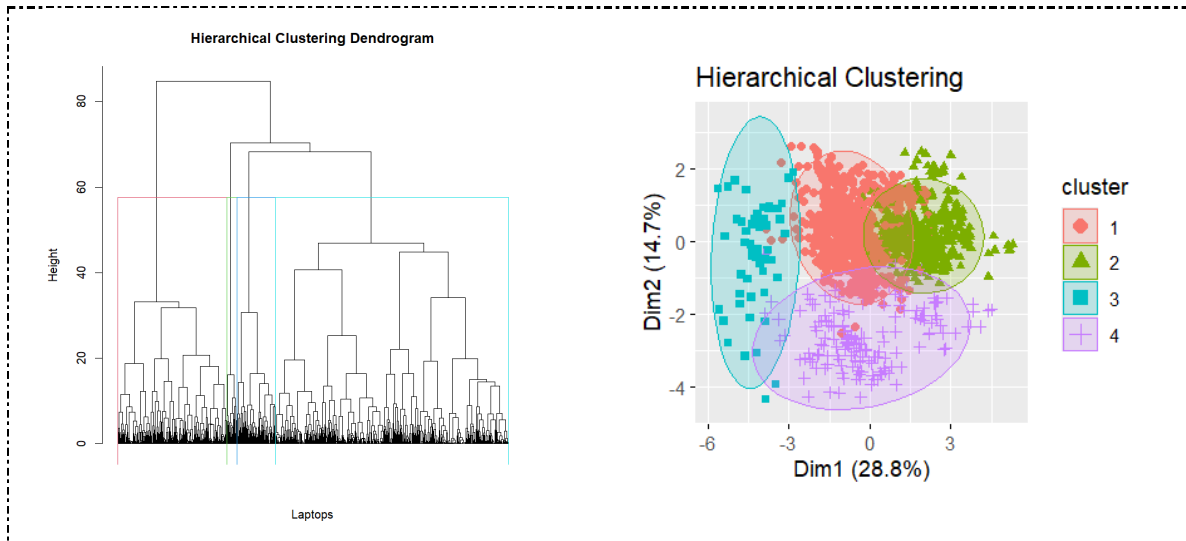 Hierarchical Clustering Dendrogram
Height
80
60
40
20
0
Laptops
Hierarchical Clustering
Dim2 (14.7%)
2
0
-2
-4
-6
-3
0
3
Dim1 (28.8%)
cluster
1
2
3
4